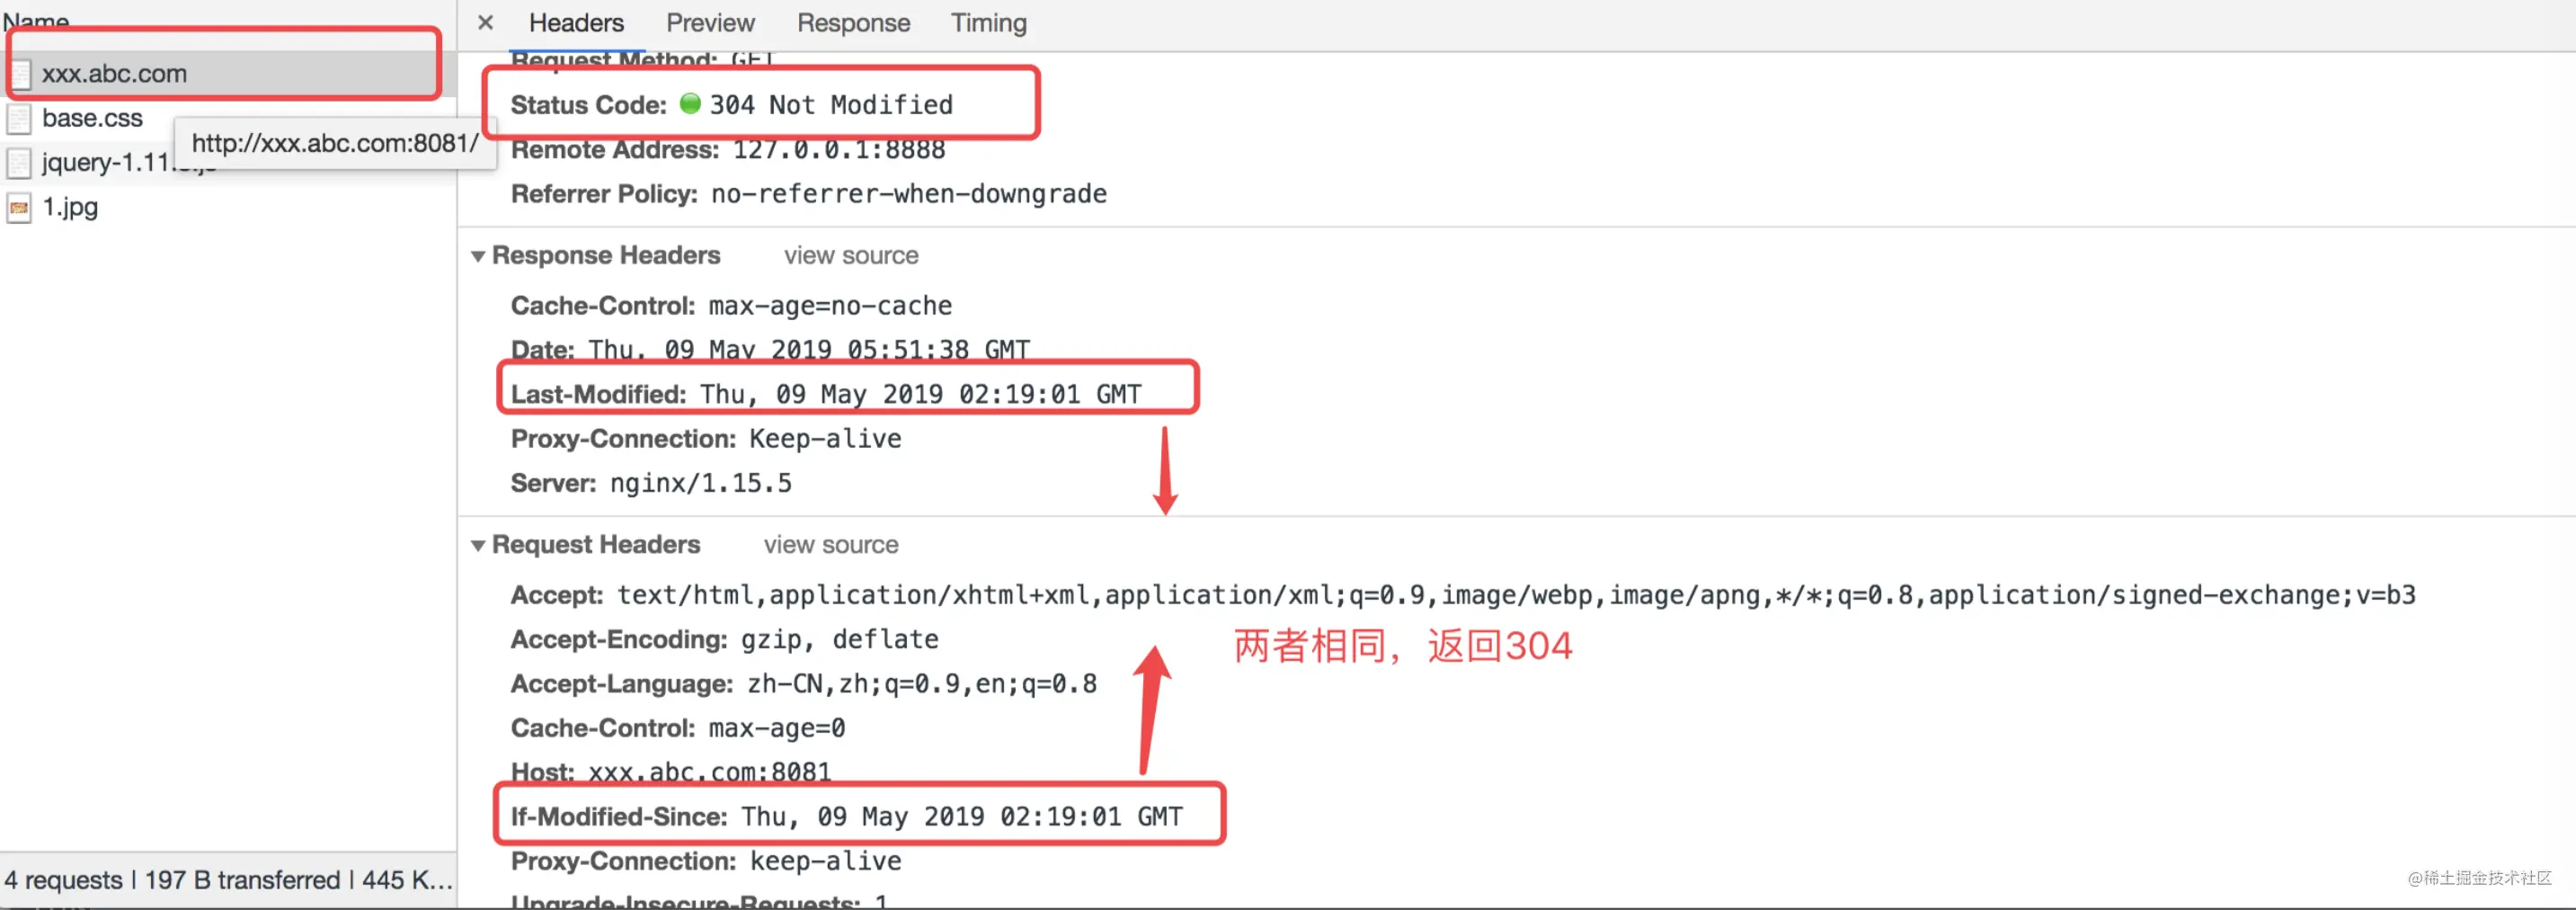 Name
xxx.abc.com
base.css
http://xxx.abc.com:8081/
jquery-1.11
1.jpg
4 requests | 197 B transferred | 445 K...
× Headers Preview Response Timing
Request Method: GET
Status Code: 304 Not Modified
Remote Address: 127.0.0.1:8888
Referrer Policy: no-referrer-when-downgrade
▼ Response Headers view source
Cache-Control: max-age=no-cache
Date: Thu, 09 May 2019 05:51:38 GMT
Last-Modified: Thu, 09 May 2019 02:19:01 GMT
Proxy-Connection: Keep-alive
Server: nginx/1.15.5
▼ Request Headers view source
Accept: text/html,application/xhtml+xml,application/xml;q=0.9,image/webp,image/apng,*/*;q=0.8,application/signed-exchange;v=b3
Accept-Encoding: gzip, deflate
两者相同，返回304
Accept-Language: zh-CN,zh;q=0.9,en;q=0.8
Cache-Control: max-age=0
Host: xxx.abc.com:8081
If-Modified-Since: Thu, 09 May 2019 02:19:01 GMT
Proxy-Connection: keep-alive
Upgrade-Insecure-Requests: 1
@稀土掘金技术社区